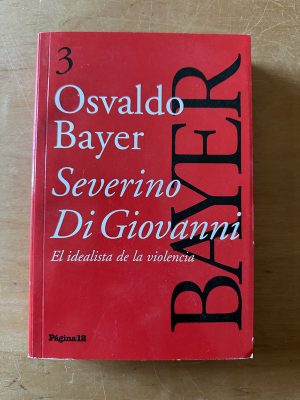 3
Osvaldo
Bayer
Severino
Di Giovanni
El idealista de la violencia
BAYER
Página12